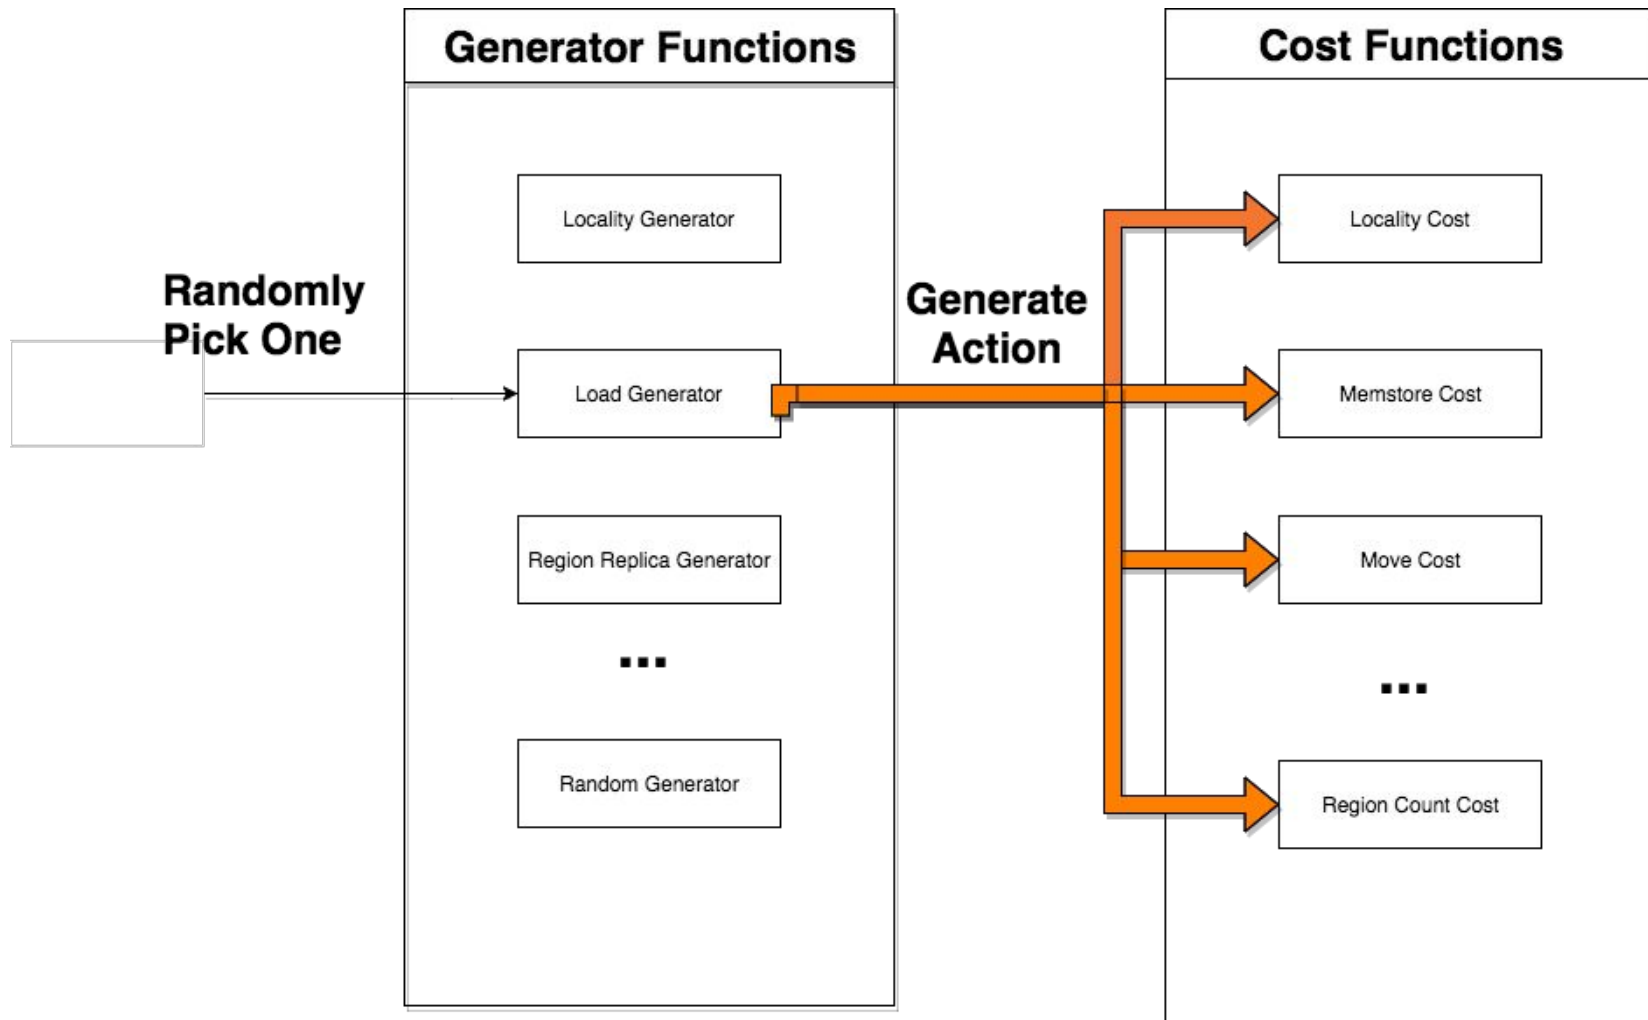 Generator Functions
Cost Functions
Locality Generator
Locality Cost
Randomly
Pick One
Generate
Action
Load Generator
Memstore Cost
Region Replica Generator
Move Cost
...
...
Random Generator
Region Count Cost